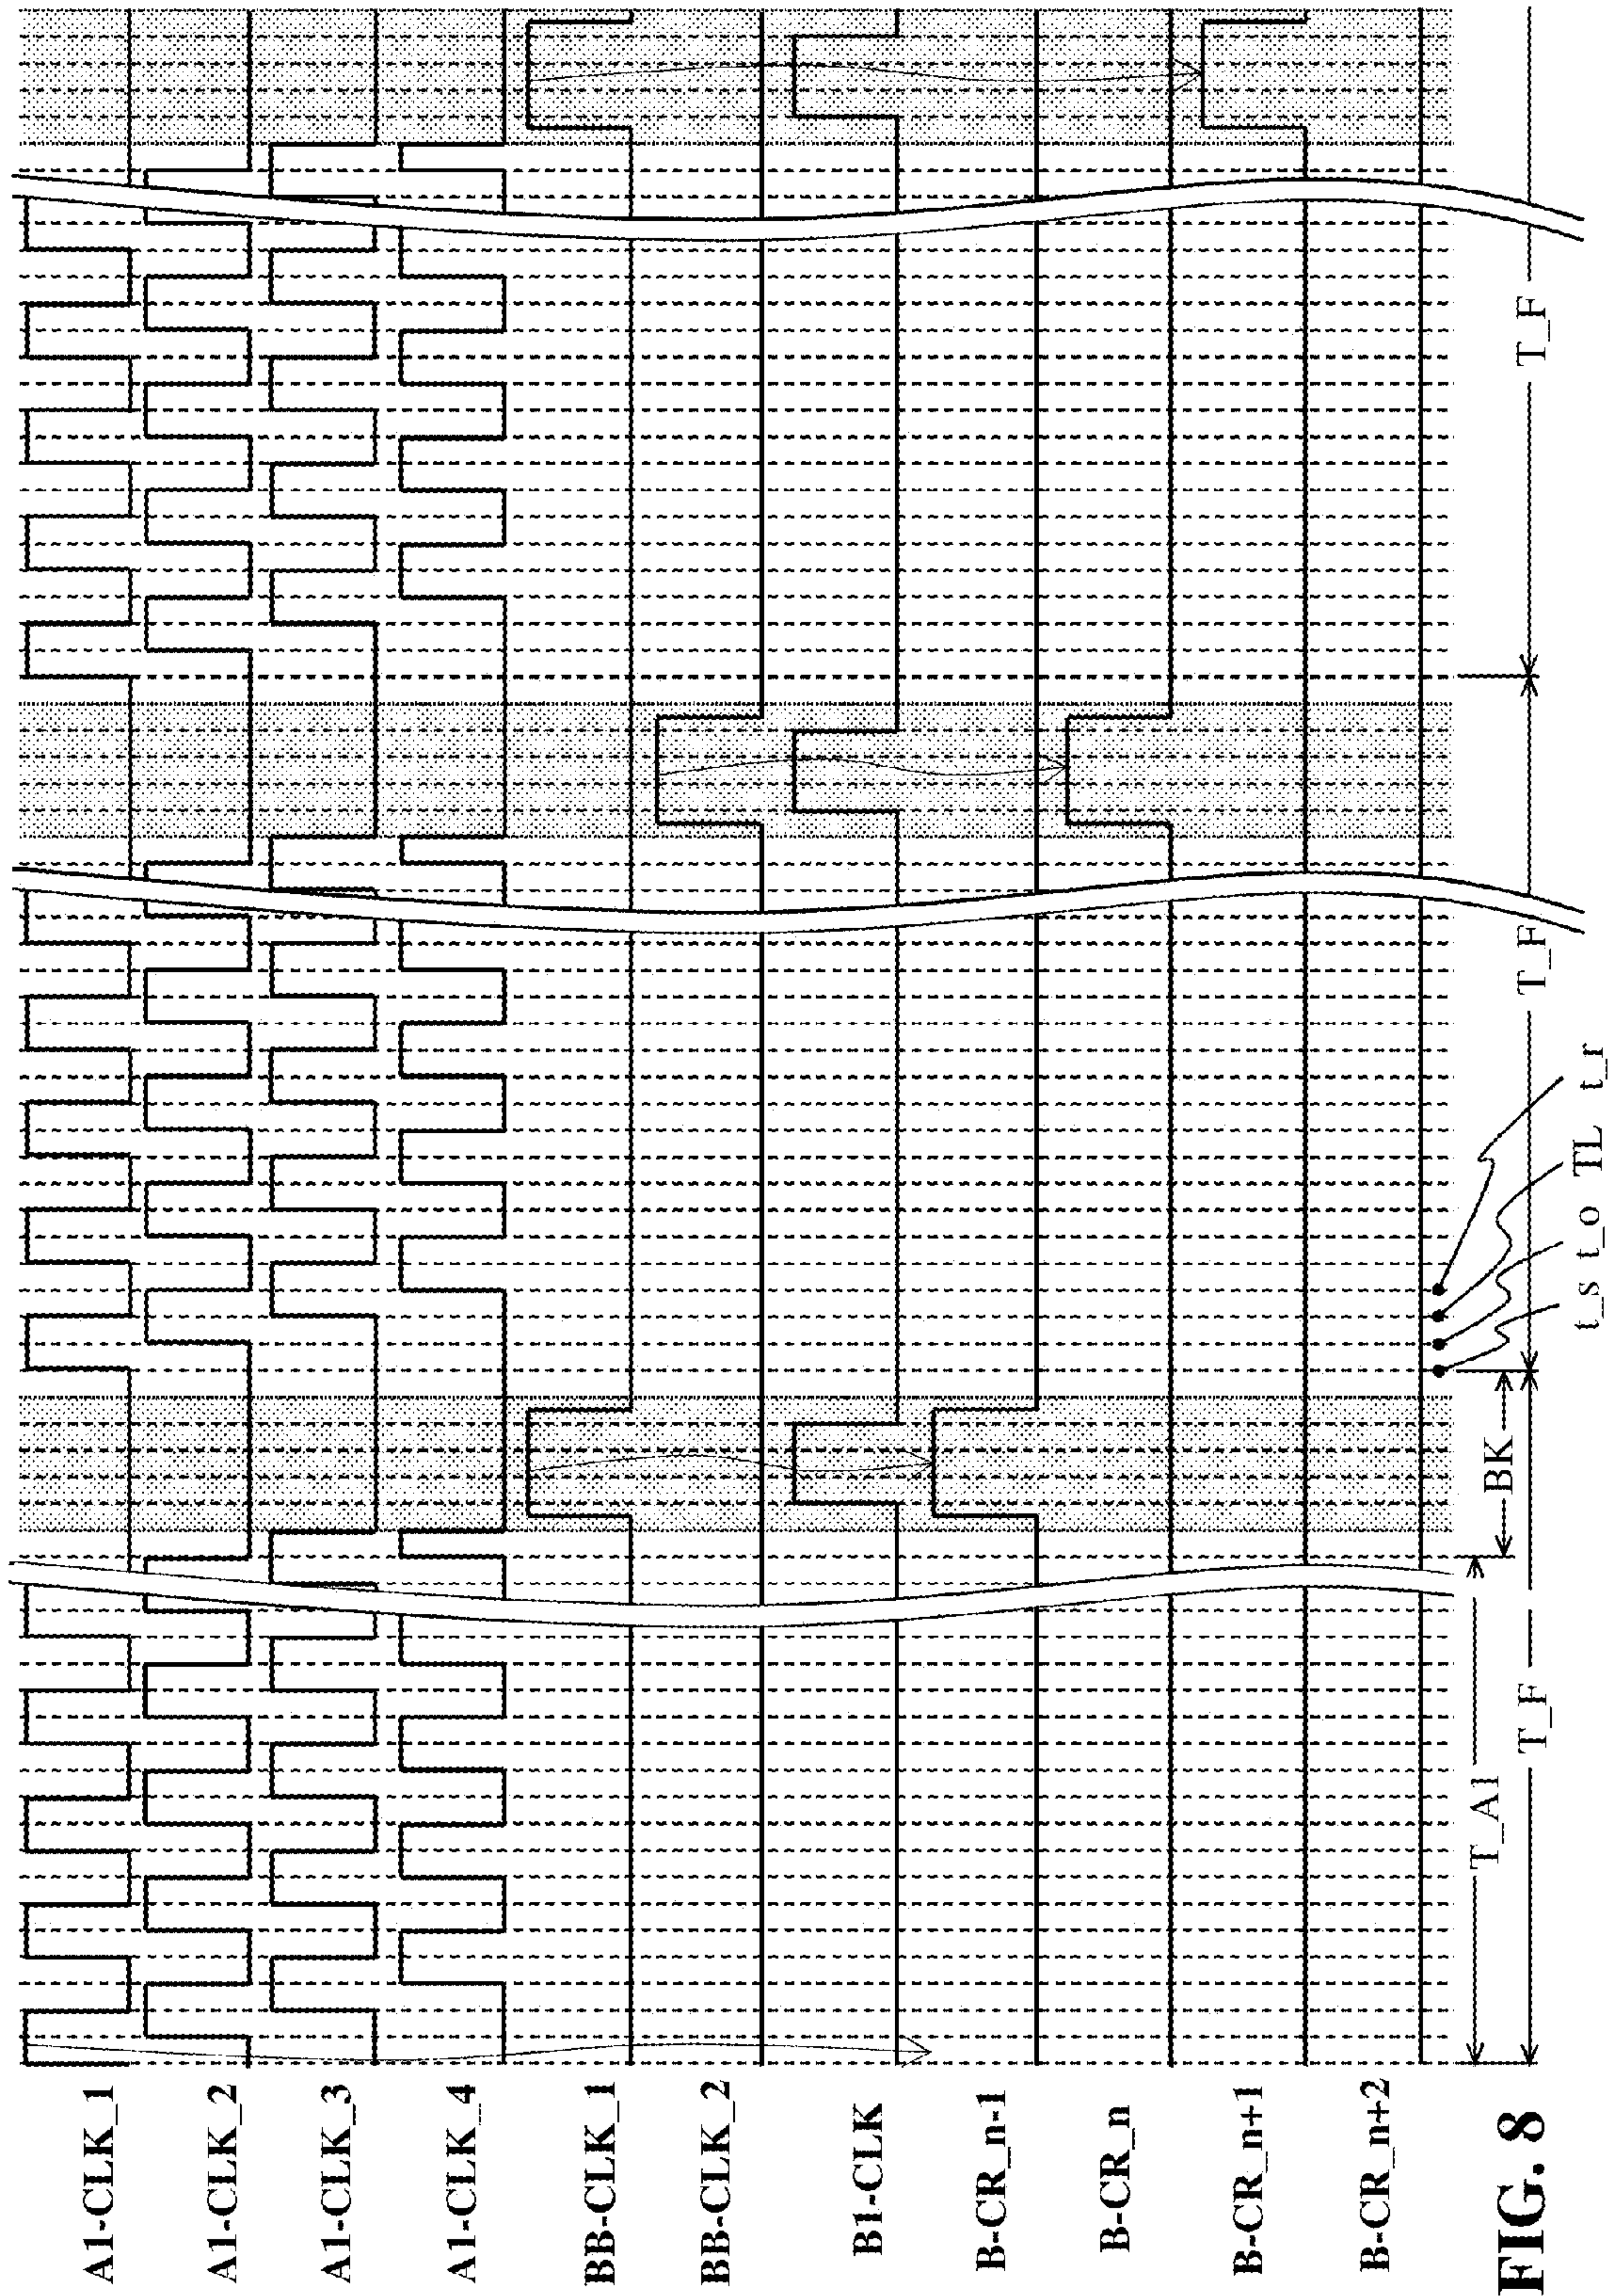 A1-CLK_1
A1-CLK_2
A1-CLK_3
A1-CLK_4
BB-CLK_1
BB-CLK_2
B1-CLK
B-CR_n-1
B-CR_n
B-CR_n+1
B-CR_n+2
T_A1
BK
T_F
T_F
T_F
t_s t_o TL t_r
FIG. 8